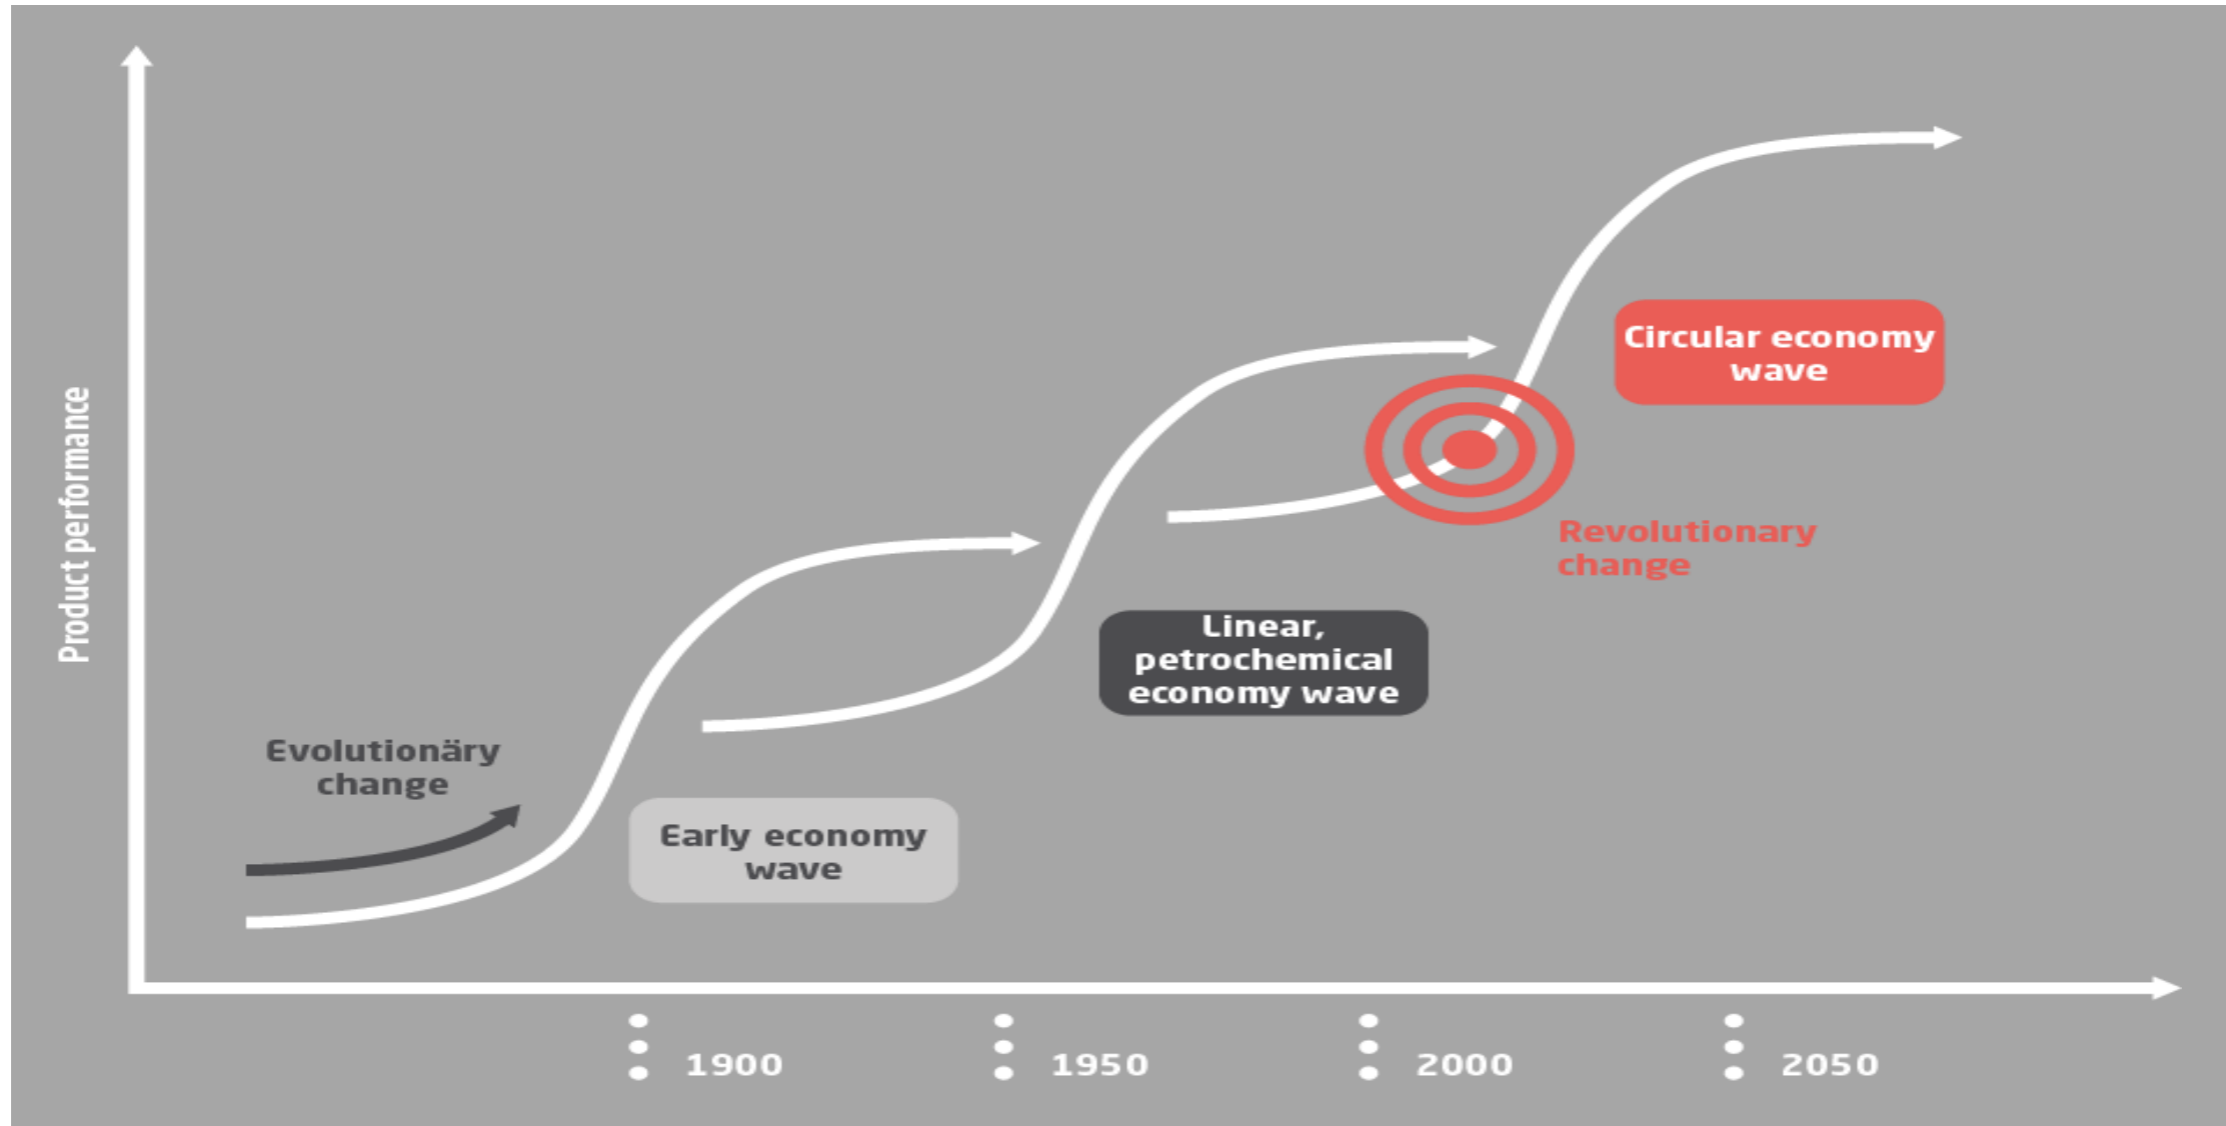 Product performance
Circular economy
wave
Revolutionary
change
Linear,
petrochemical
economy wave
Evolutionäry
change
Early economy
wave
1900
1950
2000
2050